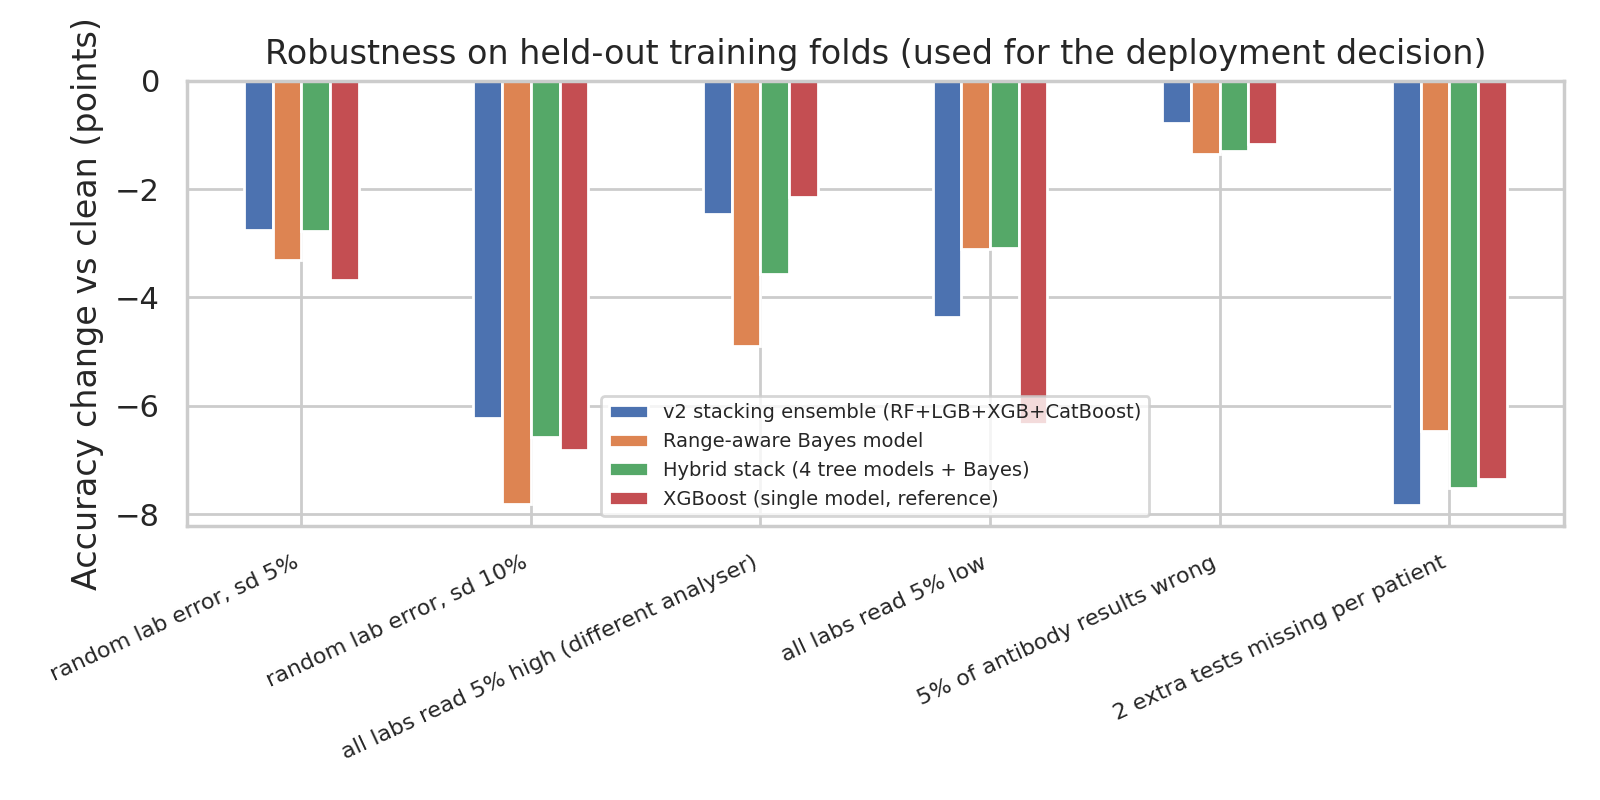 Robustness on held-out training folds (used for the deployment decision)
Accuracy change vs clean (points)
0
−2
−4
−6
−8
v2 stacking ensemble (RF+LGB+XGB+CatBoost)
Range-aware Bayes model
Hybrid stack (4 tree models + Bayes)
XGBoost (single model, reference)
random lab error, sd 5%
random lab error, sd 10%
all labs read 5% high (different analyser)
all labs read 5% low
5% of antibody results wrong
2 extra tests missing per patient